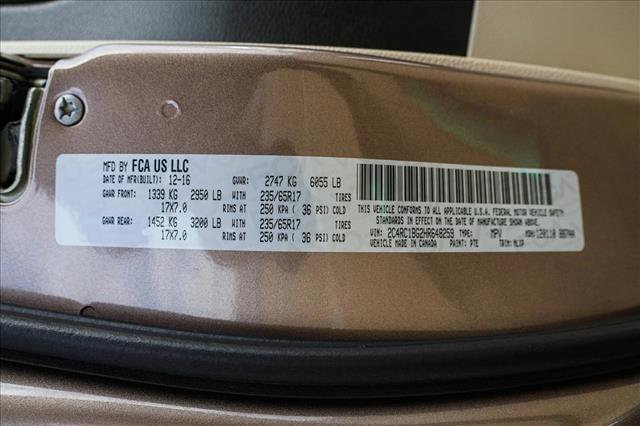 MFD BY FCA US LLC
DATE OF MFR(BUILT): 12-16 GVWR: 2747 KG 6055 LB
GAWR FRONT: 1339 KG 2950 LB WITH 235/65R17 TIRES
17X7.0 RIMS AT 250 KPA ( 36 PSI) COLD
GAWR REAR: 1452 KG 3200 LB WITH 235/65R17 TIRES
17X7.0 RIMS AT 250 KPA ( 36 PSI) COLD
THIS VEHICLE CONFORMS TO ALL APPLICABLE U.S.A. FEDERAL MOTOR VEHICLE SAFETY
STANDARDS IN EFFECT ON THE DATE OF MANUFACTURE SHOWN ABOVE.
VIN: 2C4RC1BG2HR648259 TYPE: MPV MDH: 120110
VEHICLE MADE IN CANADA PAINT: PTE TRIM: MLXP